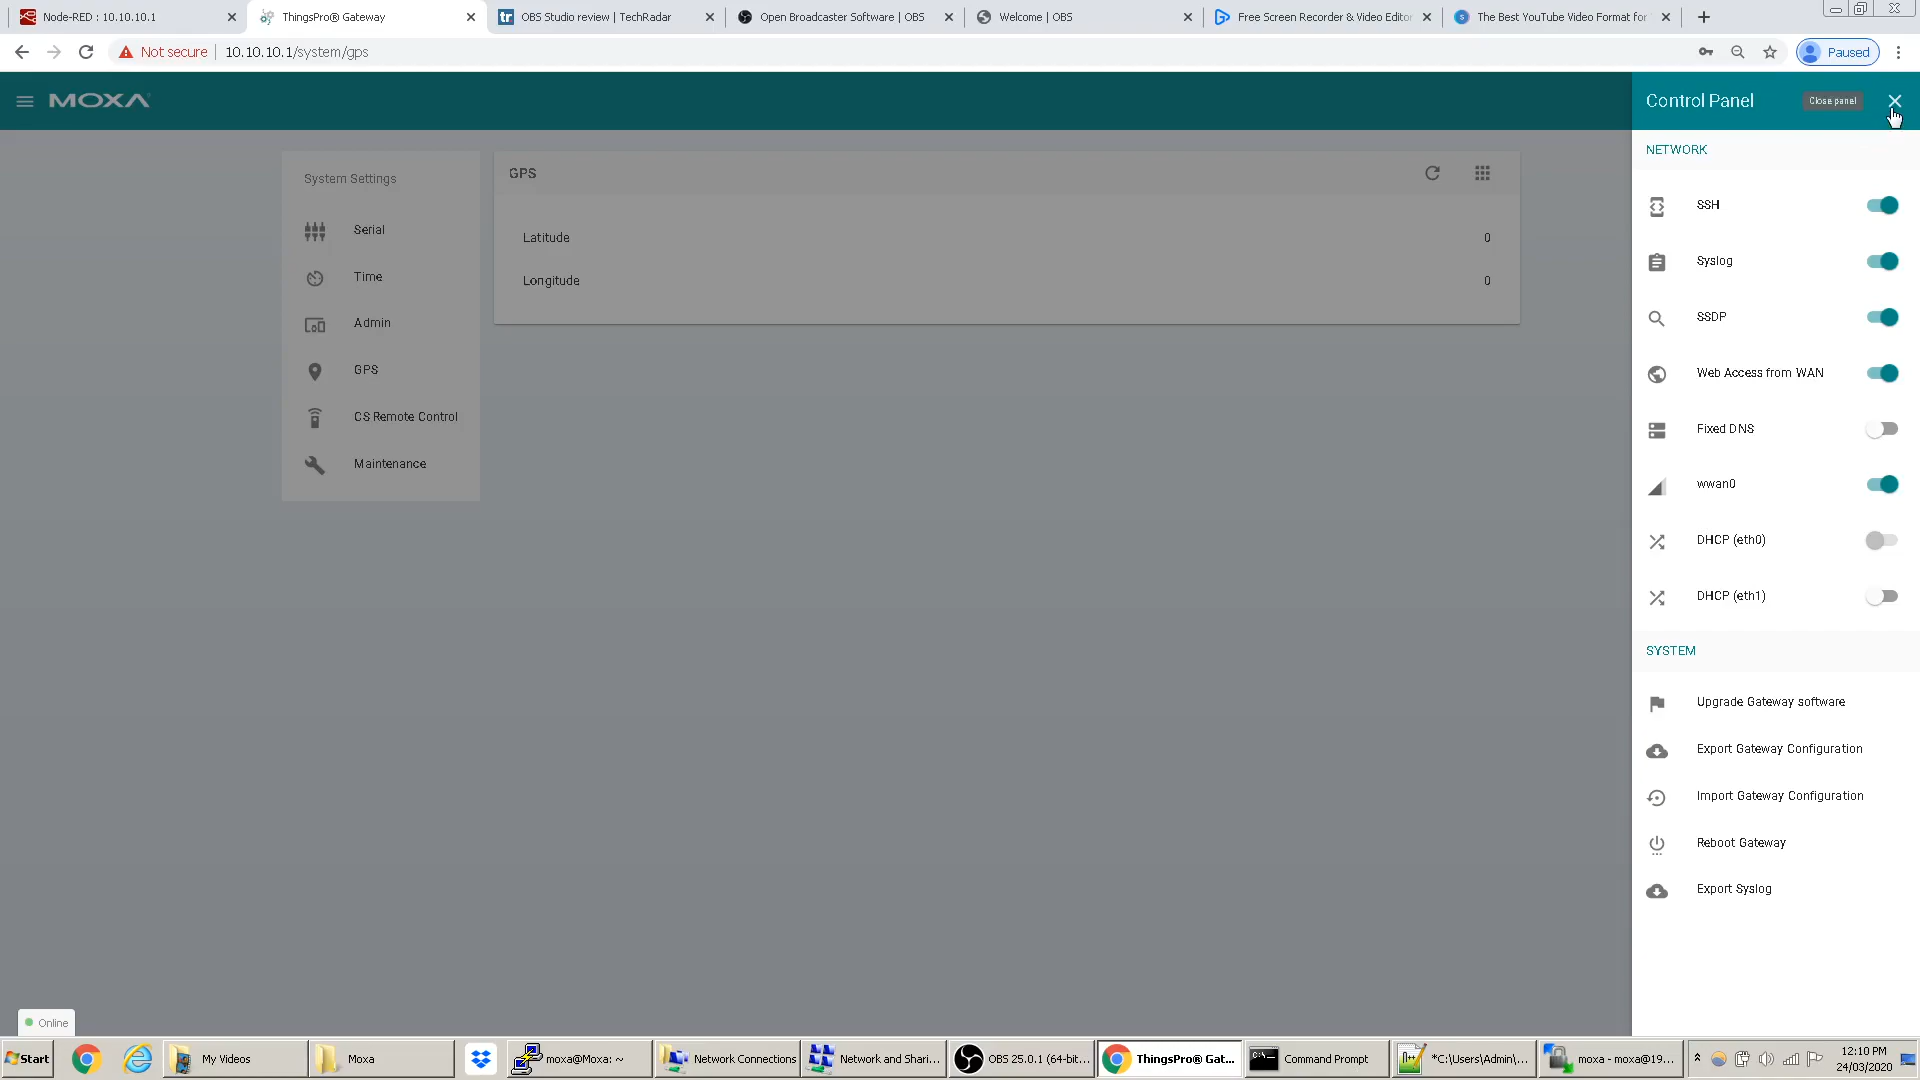 Node-RED : 10.10.10.1
ThingsPro® Gateway
OBS Studio review | TechRadar
Open Broadcaster Software | OBS
Welcome | OBS
Free Screen Recorder & Video Editor
The Best YouTube Video Format for
Not secure
10.10.10.1/system/gps
Paused
MOXA
Control Panel
Close panel
NETWORK
System Settings
Serial
Time
Admin
GPS
CS Remote Control
Maintenance
GPS
Latitude 0
Longitude 0
SSH
Syslog
SSDP
Web Access from WAN
Fixed DNS
wwan0
DHCP (eth0)
DHCP (eth1)
SYSTEM
Upgrade Gateway software
Export Gateway Configuration
Import Gateway Configuration
Reboot Gateway
Export Syslog
Online
Start
My Videos
Moxa
moxa@Moxa: ~
Network Connections
Network and Shari...
OBS 25.0.1 (64-bit...
ThingsPro® Gat...
Command Prompt
*C:\Users\Admin\...
moxa - moxa@19...
12:10 PM
24/03/2020